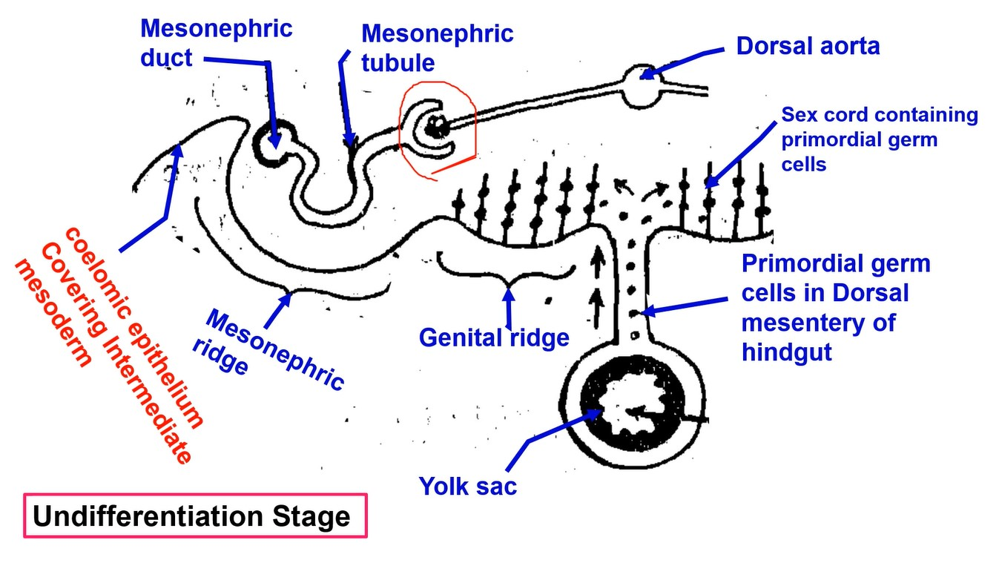 Mesonephric
duct
Mesonephric
tubule
Dorsal aorta
Sex cord containing
primordial germ
cells
coelomic epithelium
Covering Intermediate
mesoderm
Mesonephric
ridge
Genital ridge
Primordial germ
cells in Dorsal
mesentery of
hindgut
Yolk sac
Undifferentiation Stage